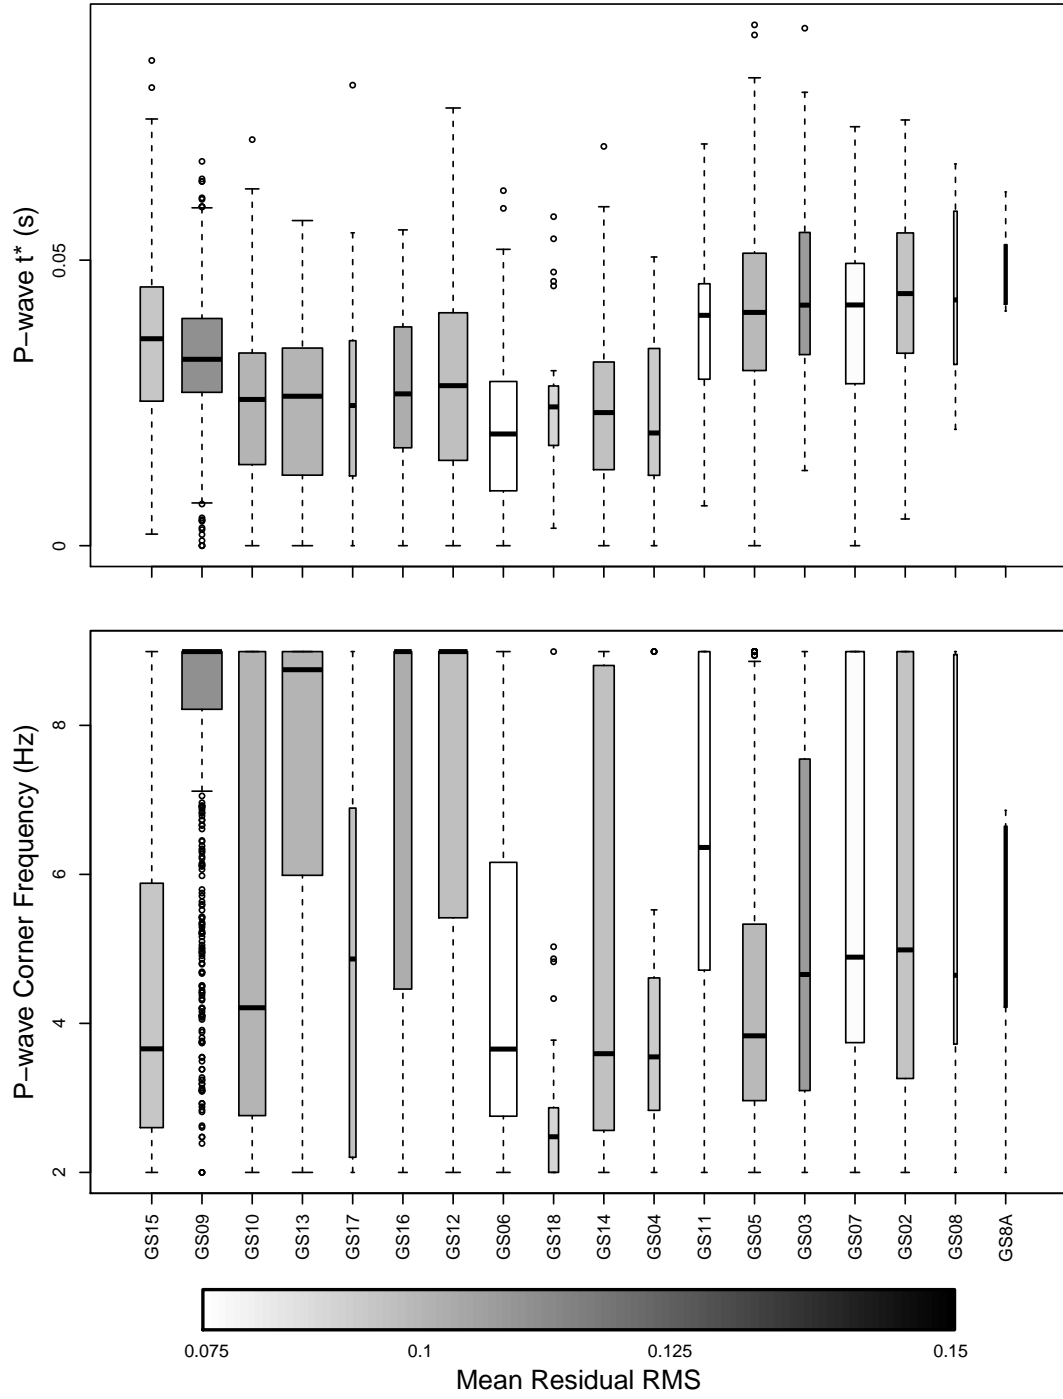 P−wave t* (s)
0.05
0
P−wave Corner Frequency (Hz)
8
6
4
2
GS15
GS09
GS10
GS13
GS17
GS16
GS12
GS06
GS18
GS14
GS04
GS11
GS05
GS03
GS07
GS02
GS08
GS8A
0.075 0.1 0.125 0.15
Mean Residual RMS